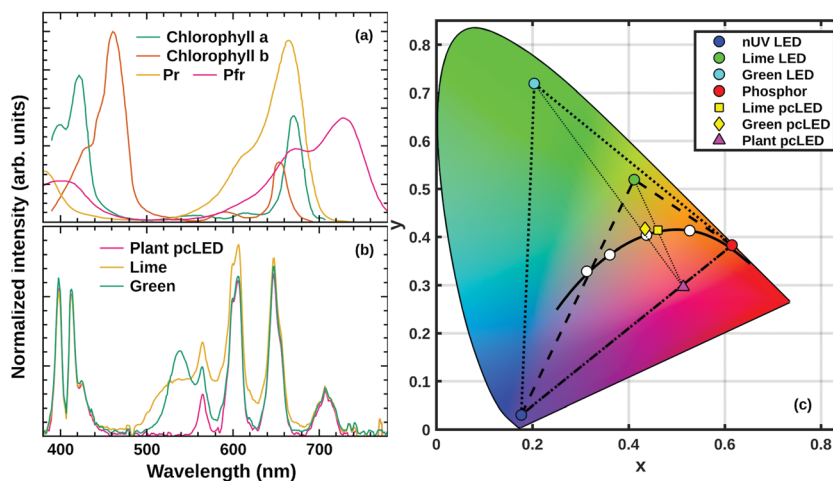 Normalized intensity (arb. units)
Chlorophyll a
Chlorophyll b
Pr Pfr
(a)
Plant pcLED
Lime
Green
(b)
400 500 600 700
Wavelength (nm)
y
0.8
0.7
0.6
0.5
0.4
0.3
0.2
0.1
0
0 0.2 0.4 0.6 0.8
x
nUV LED
Lime LED
Green LED
Phosphor
Lime pcLED
Green pcLED
Plant pcLED
(c)